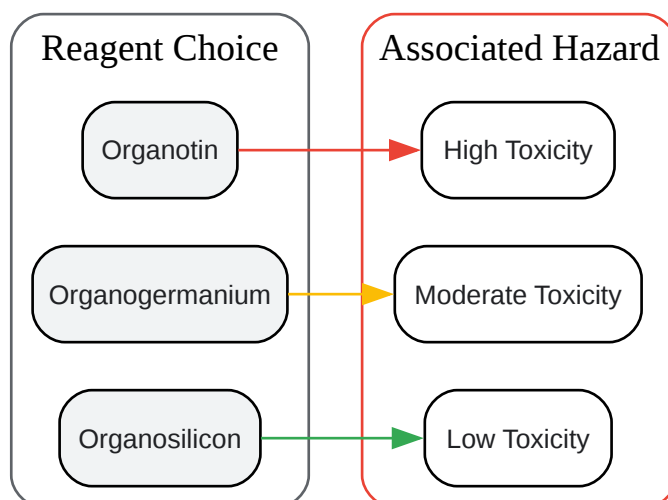 Reagent Choice
Associated Hazard
Organotin
High Toxicity
Organogermanium
Moderate Toxicity
Organosilicon
Low Toxicity